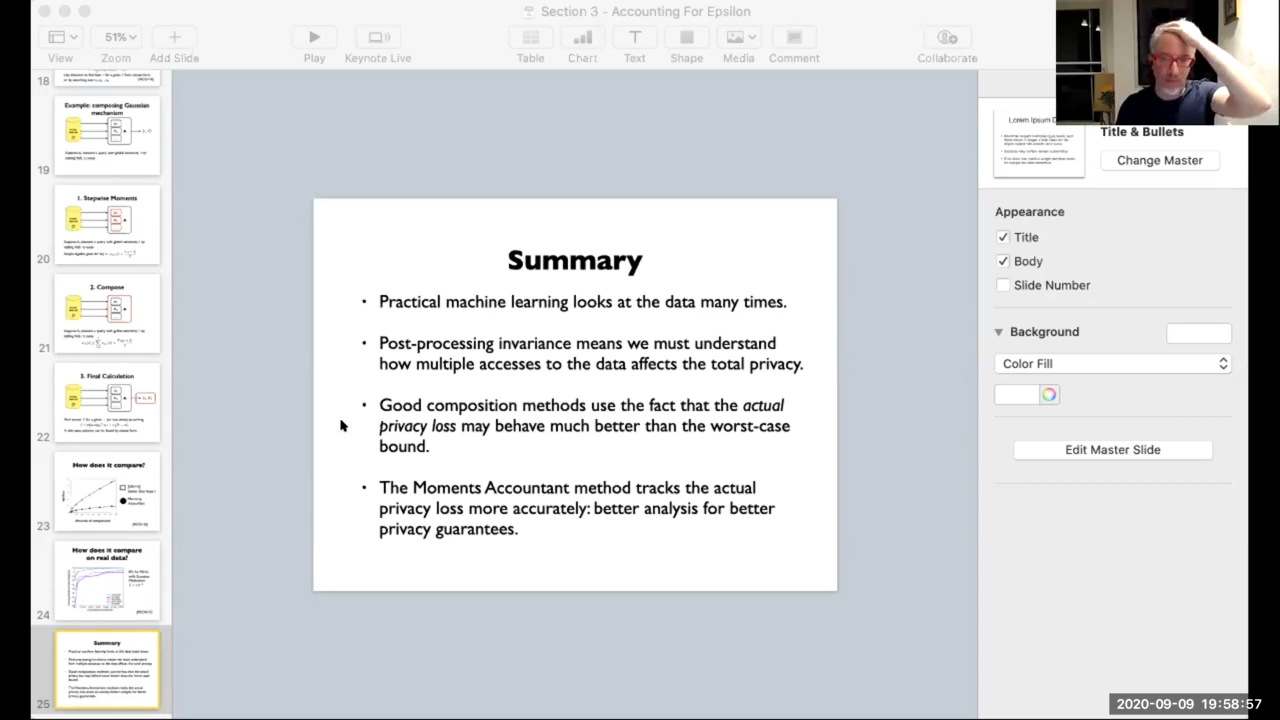 Section 3 - Accounting For Epsilon
51%
View
Zoom
Add Slide
Play
Keynote Live
Table
Chart
Text
Shape
Media
Comment
Collaborate
18
Example: composing Gaussian
mechanism
19
1. Stepwise Moments
20
2. Compose
21
3. Final Calculation
22
How does it compare?
23
How does it compare
on real data?
24
Summary
25
Summary
• Practical machine learning looks at the data many times.
• Post-processing invariance means we must understand
how multiple accesses to the data affects the total privacy.
• Good composition methods use the fact that the actual
privacy loss may behave much better than the worst-case
bound.
• The Moments Accountant method tracks the actual
privacy loss more accurately: better analysis for better
privacy guarantees.
Lorem Ipsum
Title & Bullets
Change Master
Appearance
Title
Body
Slide Number
Background
Color Fill
Edit Master Slide
2020-09-09 19:58:57